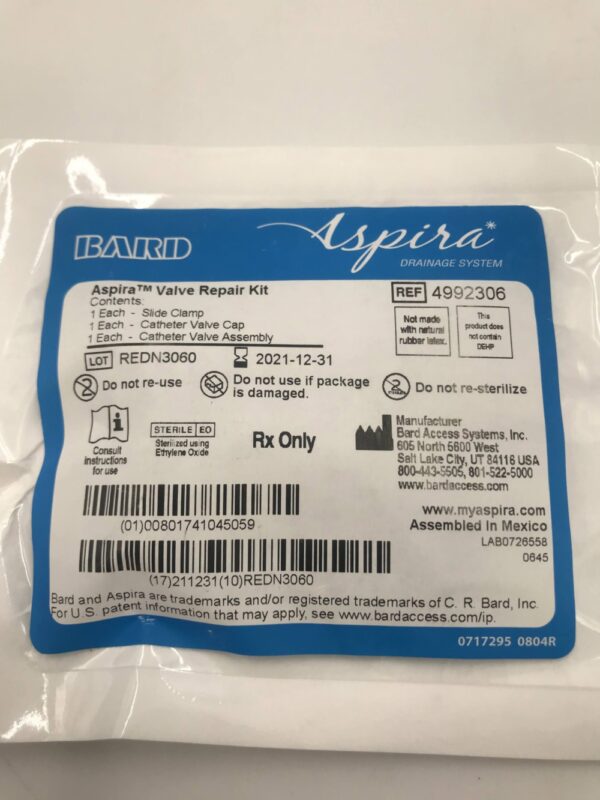 BARD
Aspira*
DRAINAGE SYSTEM
Aspira™ Valve Repair Kit
Contents:
1 Each - Slide Clamp
1 Each - Catheter Valve Cap
1 Each - Catheter Valve Assembly
REF 4992306
Not made
with natural
rubber latex.
This
product does
not contain
DEHP
LOT REDN3060
2021-12-31
2 Do not re-use
Do not use if package
is damaged.
Do not re-sterilize
i
Consult
instructions
for use
STERILE EO
Sterilized using
Ethylene Oxide
Rx Only
Manufacturer
Bard Access Systems, Inc.
605 North 5600 West
Salt Lake City, UT 84116 USA
800-443-5505, 801-522-5000
www.bardaccess.com
www.myaspira.com
Assembled In Mexico
LAB0726558
0645
(01)00801741045059
(17)211231(10)REDN3060
Bard and Aspira are trademarks and/or registered trademarks of C. R. Bard, Inc.
For U.S. patent information that may apply, see www.bardaccess.com/ip.
0717295 0804R